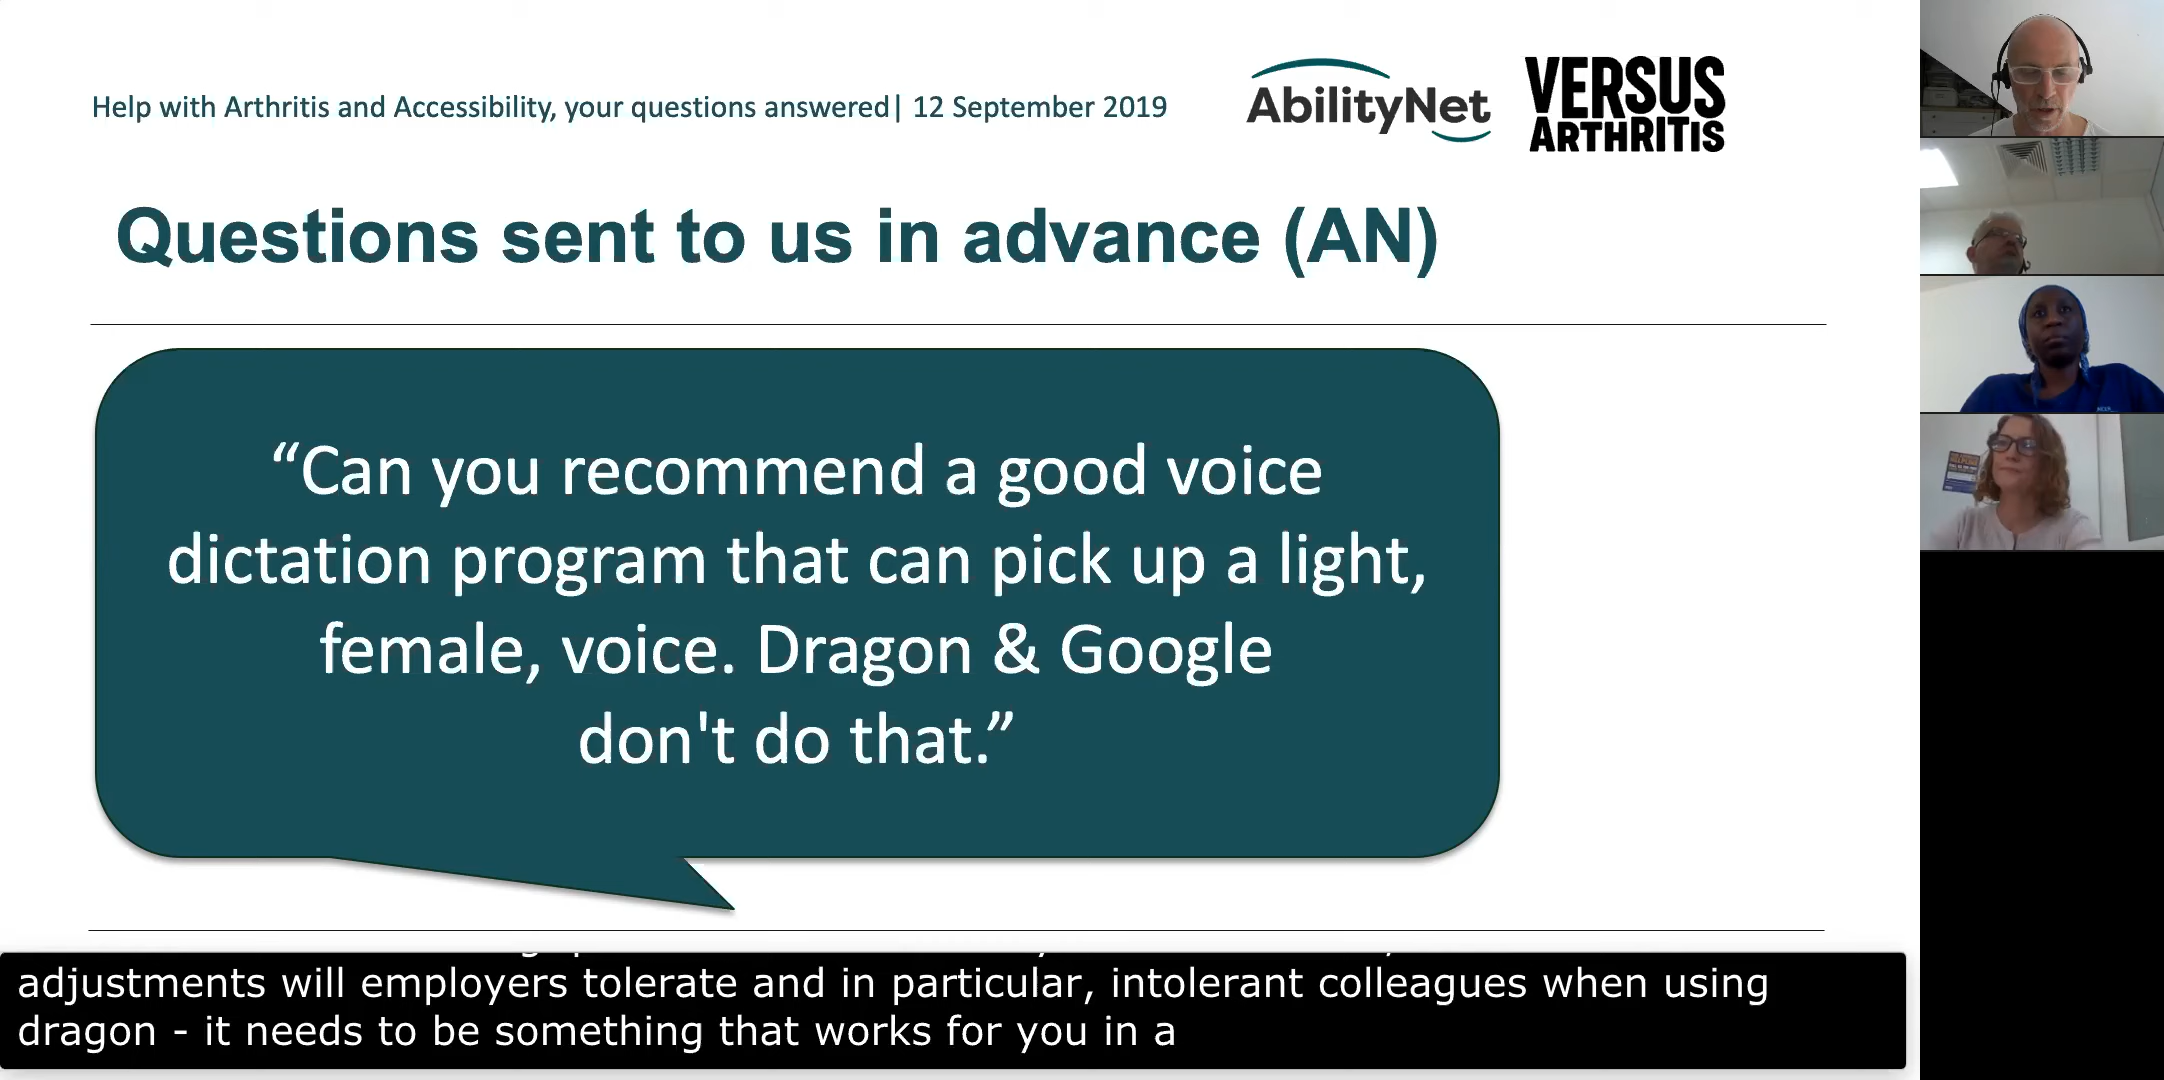 Help with Arthritis and Accessibility, your questions answered| 12 September 2019
AbilityNet
VERSUS
ARTHRITIS
Questions sent to us in advance (AN)
“Can you recommend a good voice
dictation program that can pick up a light,
female, voice. Dragon & Google
don't do that.”
adjustments will employers tolerate and in particular, intolerant colleagues when using
dragon - it needs to be something that works for you in a